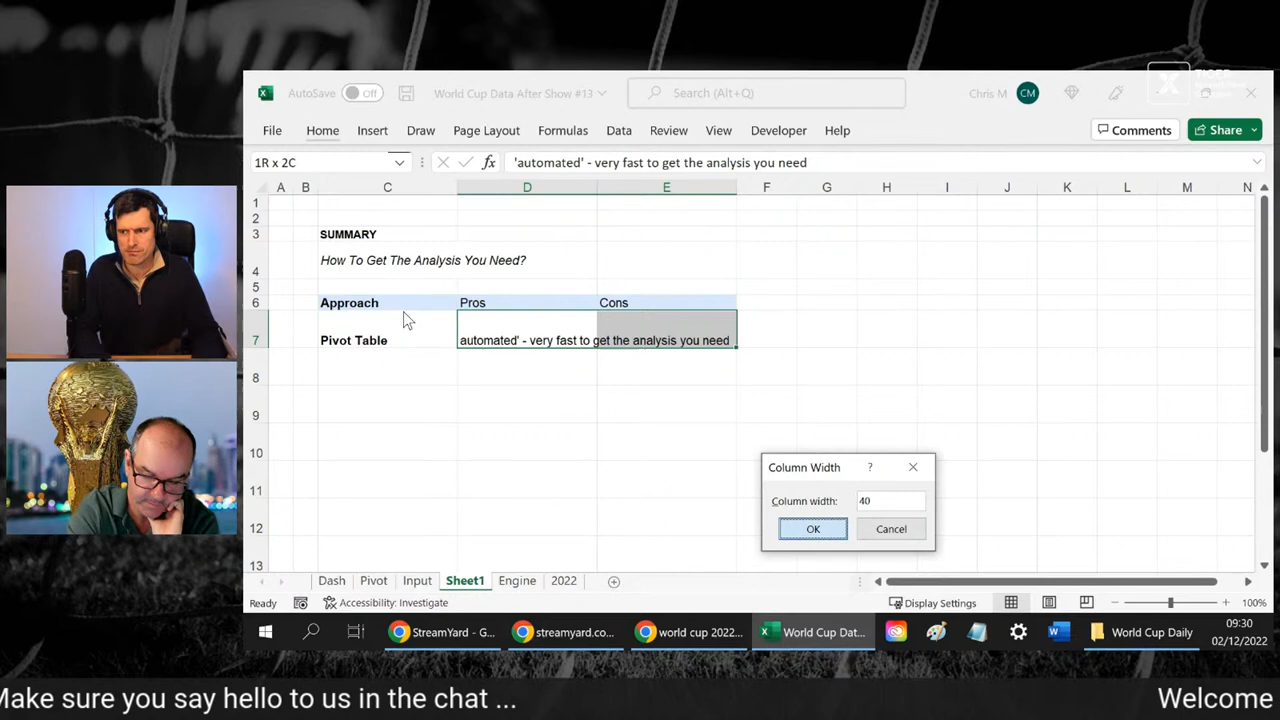 AutoSave Off World Cup Data After Show #13 Search (Alt+Q) Chris M CM
File Home Insert Draw Page Layout Formulas Data Review View Developer Help Comments Share
1R x 2C fx 'automated' - very fast to get the analysis you need
A B C D E F G H I J K L M N
1
2
3 SUMMARY
4 How To Get The Analysis You Need?
5
6 Approach Pros Cons
7 Pivot Table automated' - very fast to get the analysis you need
8
9
10
11
12
13
Column Width ?
Column width: 40
OK Cancel
Dash Pivot Input Sheet1 Engine 2022
Ready Accessibility: Investigate Display Settings 100%
StreamYard - G... streamyard.co... world cup 2022... World Cup Dat... World Cup Daily 09:30
02/12/2022
Make sure you say hello to us in the chat ... Welcome